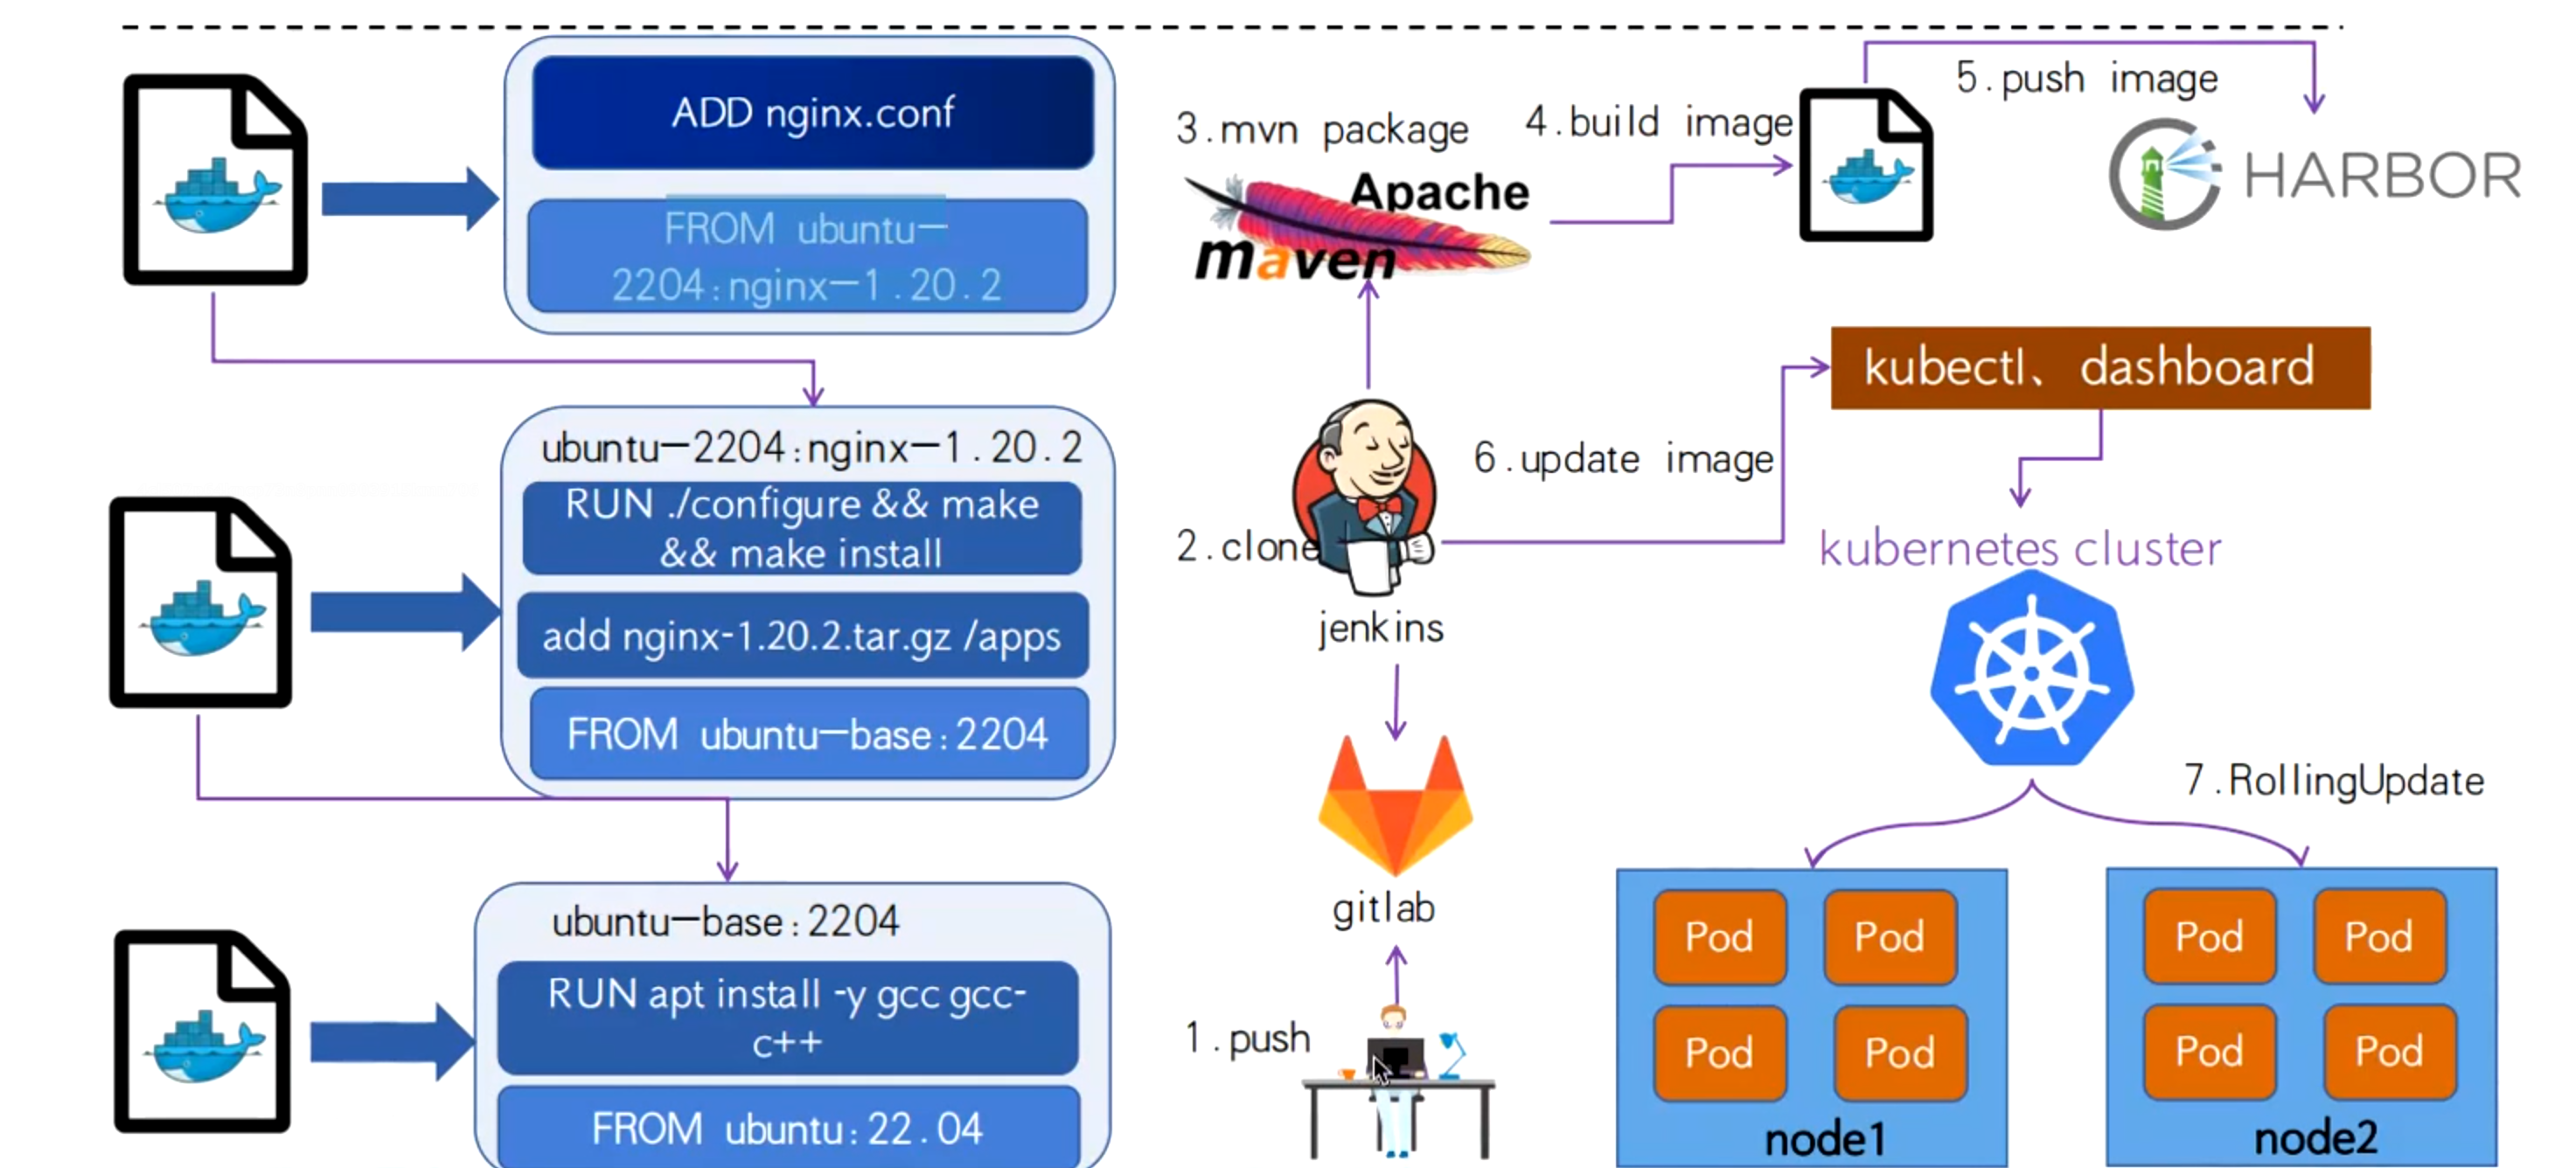 ADD nginx.conf
FROM ubuntu-
2204:nginx-1.20.2
ubuntu-2204:nginx-1.20.2
RUN ./configure && make
&& make install
add nginx-1.20.2.tar.gz /apps
FROM ubuntu-base:2204
ubuntu-base:2204
RUN apt install -y gcc gcc-
c++
FROM ubuntu:22.04
3.mvn package
Apache
maven
4.build image
5.push image
HARBOR
kubectl、dashboard
6.update image
2.clone
jenkins
kubernetes cluster
gitlab
7.RollingUpdate
1.push
Pod
Pod
Pod
Pod
node1
Pod
Pod
Pod
Pod
node2